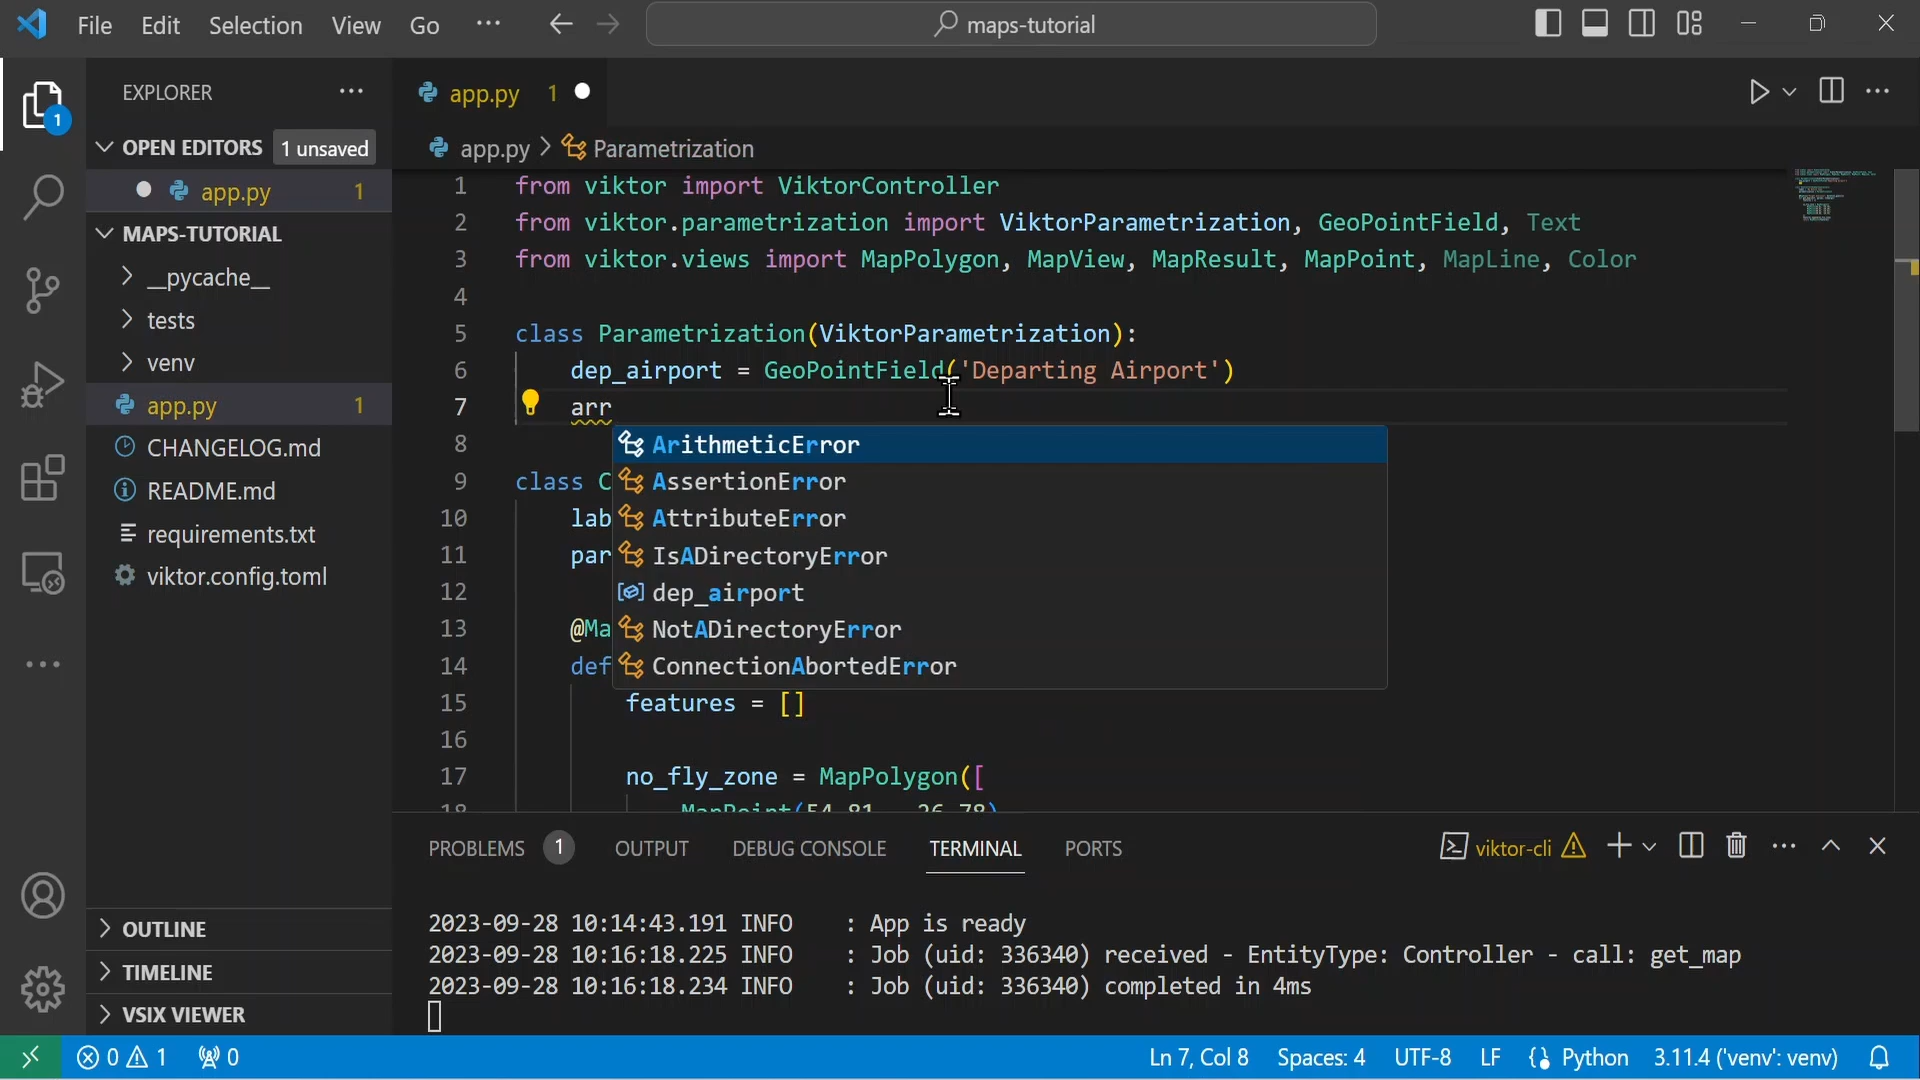 File Edit Selection View Go ··· maps-tutorial
EXPLORER ···
OPEN EDITORS 1 unsaved
app.py 1
MAPS-TUTORIAL
__pycache__
tests
venv
app.py 1
CHANGELOG.md
README.md
requirements.txt
viktor.config.toml
OUTLINE
TIMELINE
VSIX VIEWER
1
app.py 1
app.py > Parametrization
1 from viktor import ViktorController
2 from viktor.parametrization import ViktorParametrization, GeoPointField, Text
3 from viktor.views import MapPolygon, MapView, MapResult, MapPoint, MapLine, Color
4
5 class Parametrization(ViktorParametrization):
6 dep_airport = GeoPointField('Departing Airport')
7 arr
8
9 class C
10 lab
11 par
12
13 @Ma
14 def
15 features = []
16
17 no_fly_zone = MapPolygon([
ArithmeticError
AssertionError
AttributeError
IsADirectoryError
dep_airport
NotADirectoryError
ConnectionAbortedError
PROBLEMS 1 OUTPUT DEBUG CONSOLE TERMINAL PORTS viktor-cli
2023-09-28 10:14:43.191 INFO : App is ready
2023-09-28 10:16:18.225 INFO : Job (uid: 336340) received - EntityType: Controller - call: get_map
2023-09-28 10:16:18.234 INFO : Job (uid: 336340) completed in 4ms
0 1 0 Ln 7, Col 8 Spaces: 4 UTF-8 LF Python 3.11.4 ('venv': venv)